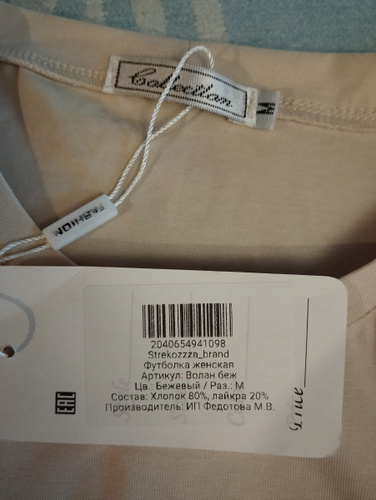 Collection
M
FASHION
2040654941098
Strekozzza_brand
Футболка женская
Артикул: Волан беж
Цв.: Бежевый / Раз.: M
Состав: Хлопок 80%, лайкра 20%
Производитель: ИП Федотова М.В.
EAC
Price